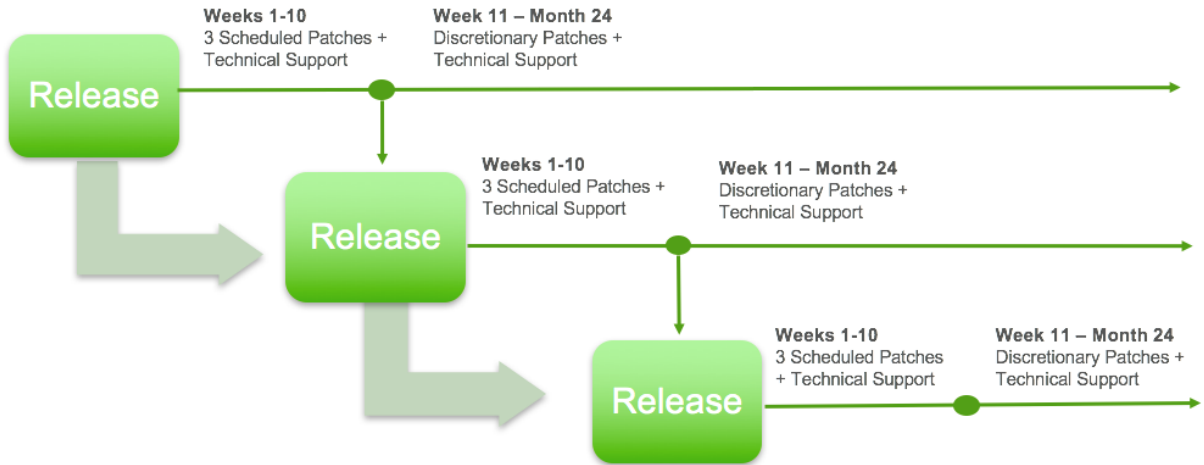 Weeks 1-10
3 Scheduled Patches +
Technical Support
Week 11 – Month 24
Discretionary Patches +
Technical Support
Release
Weeks 1-10
3 Scheduled Patches +
Technical Support
Week 11 – Month 24
Discretionary Patches +
Technical Support
Release
Weeks 1-10
3 Scheduled Patches
+ Technical Support
Week 11 – Month 24
Discretionary Patches +
Technical Support
Release